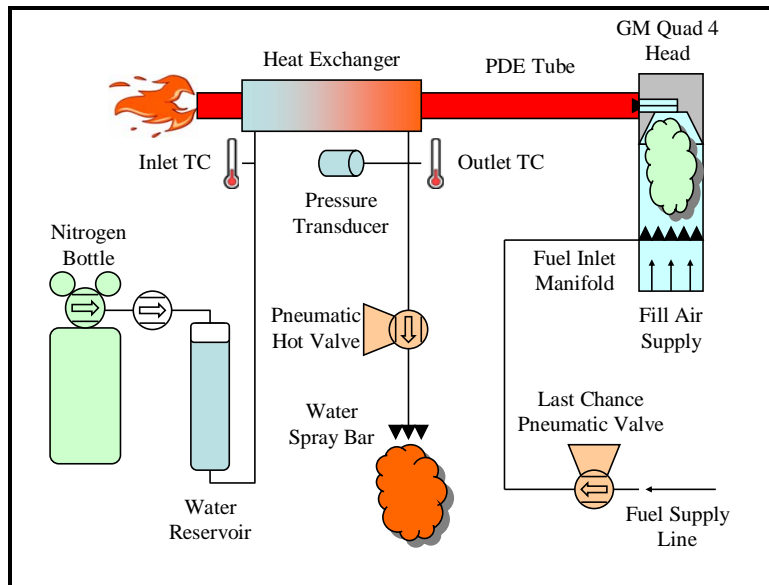 GM Quad 4
Head
Heat Exchanger
PDE Tube
Inlet TC
Outlet TC
Pressure
Transducer
Nitrogen
Bottle
Fuel Inlet
Manifold
Fill Air
Supply
Pneumatic
Hot Valve
Water
Spray Bar
Last Chance
Pneumatic Valve
Water
Reservoir
Fuel Supply
Line